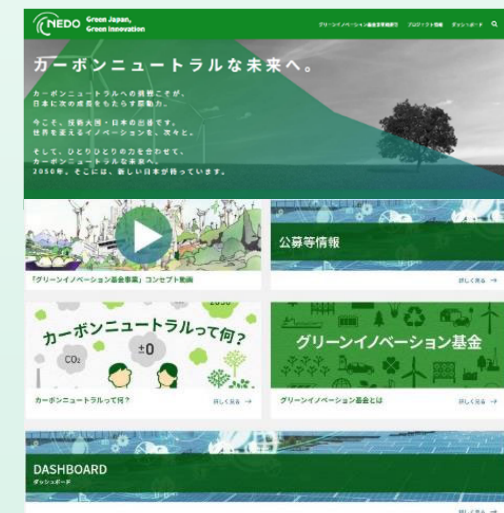 NEDO Green Japan,
Green Innovation
グリーンイノベーション基金事業概要 プロジェクト情報 ダッシュボード
カーボンニュートラルな未来へ。
カーボンニュートラルへの挑戦こそが、
日本に次の成長をもたらす原動力。
今こそ、技術大国・日本の出番です。
世界を変えるイノベーションを、次々と。
そして、ひとりひとりの力を合わせて、
カーボンニュートラルな未来へ。
2050年。そこには、新しい日本が待っています。
「グリーンイノベーション基金事業」コンセプト動画
公募等情報
詳しく見る →
2050
カーボンニュートラルって何?
CO₂
±0
カーボンニュートラルって何?
詳しく見る →
グリーンイノベーション基金
グリーンイノベーション基金とは
詳しく見る →
DASHBOARD
ダッシュボード
詳しく見る →